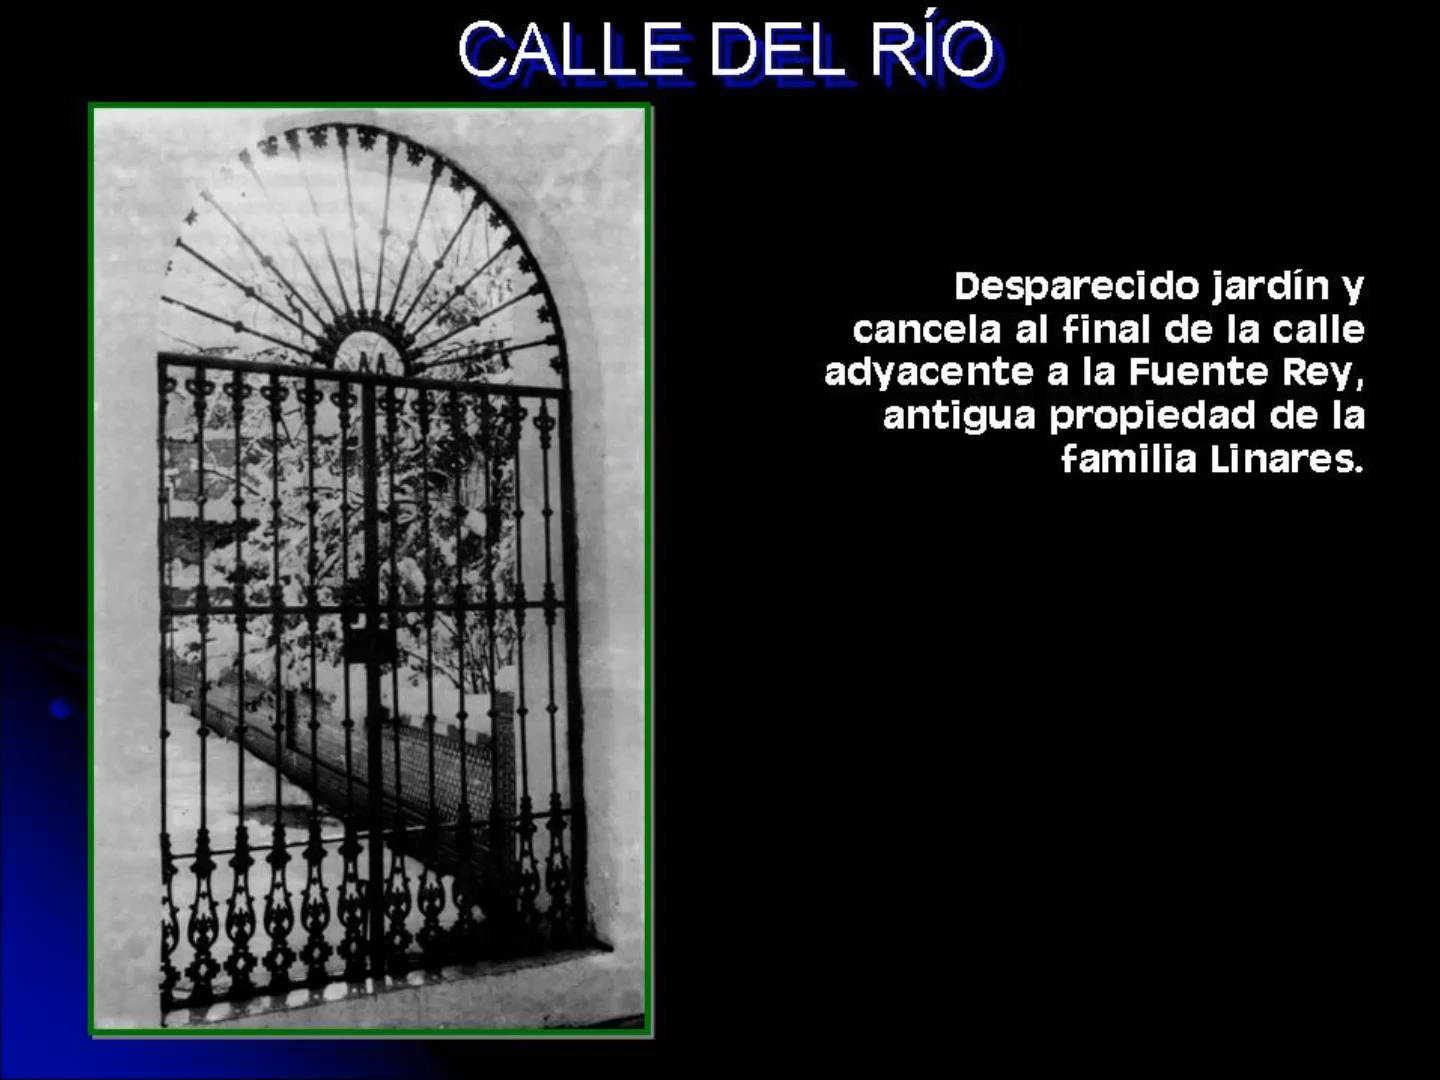 CALLE DEL RÍO
Desparecido jardín y
cancela al final de la calle
adyacente a la Fuente Rey,
antigua propiedad de la
familia Linares.